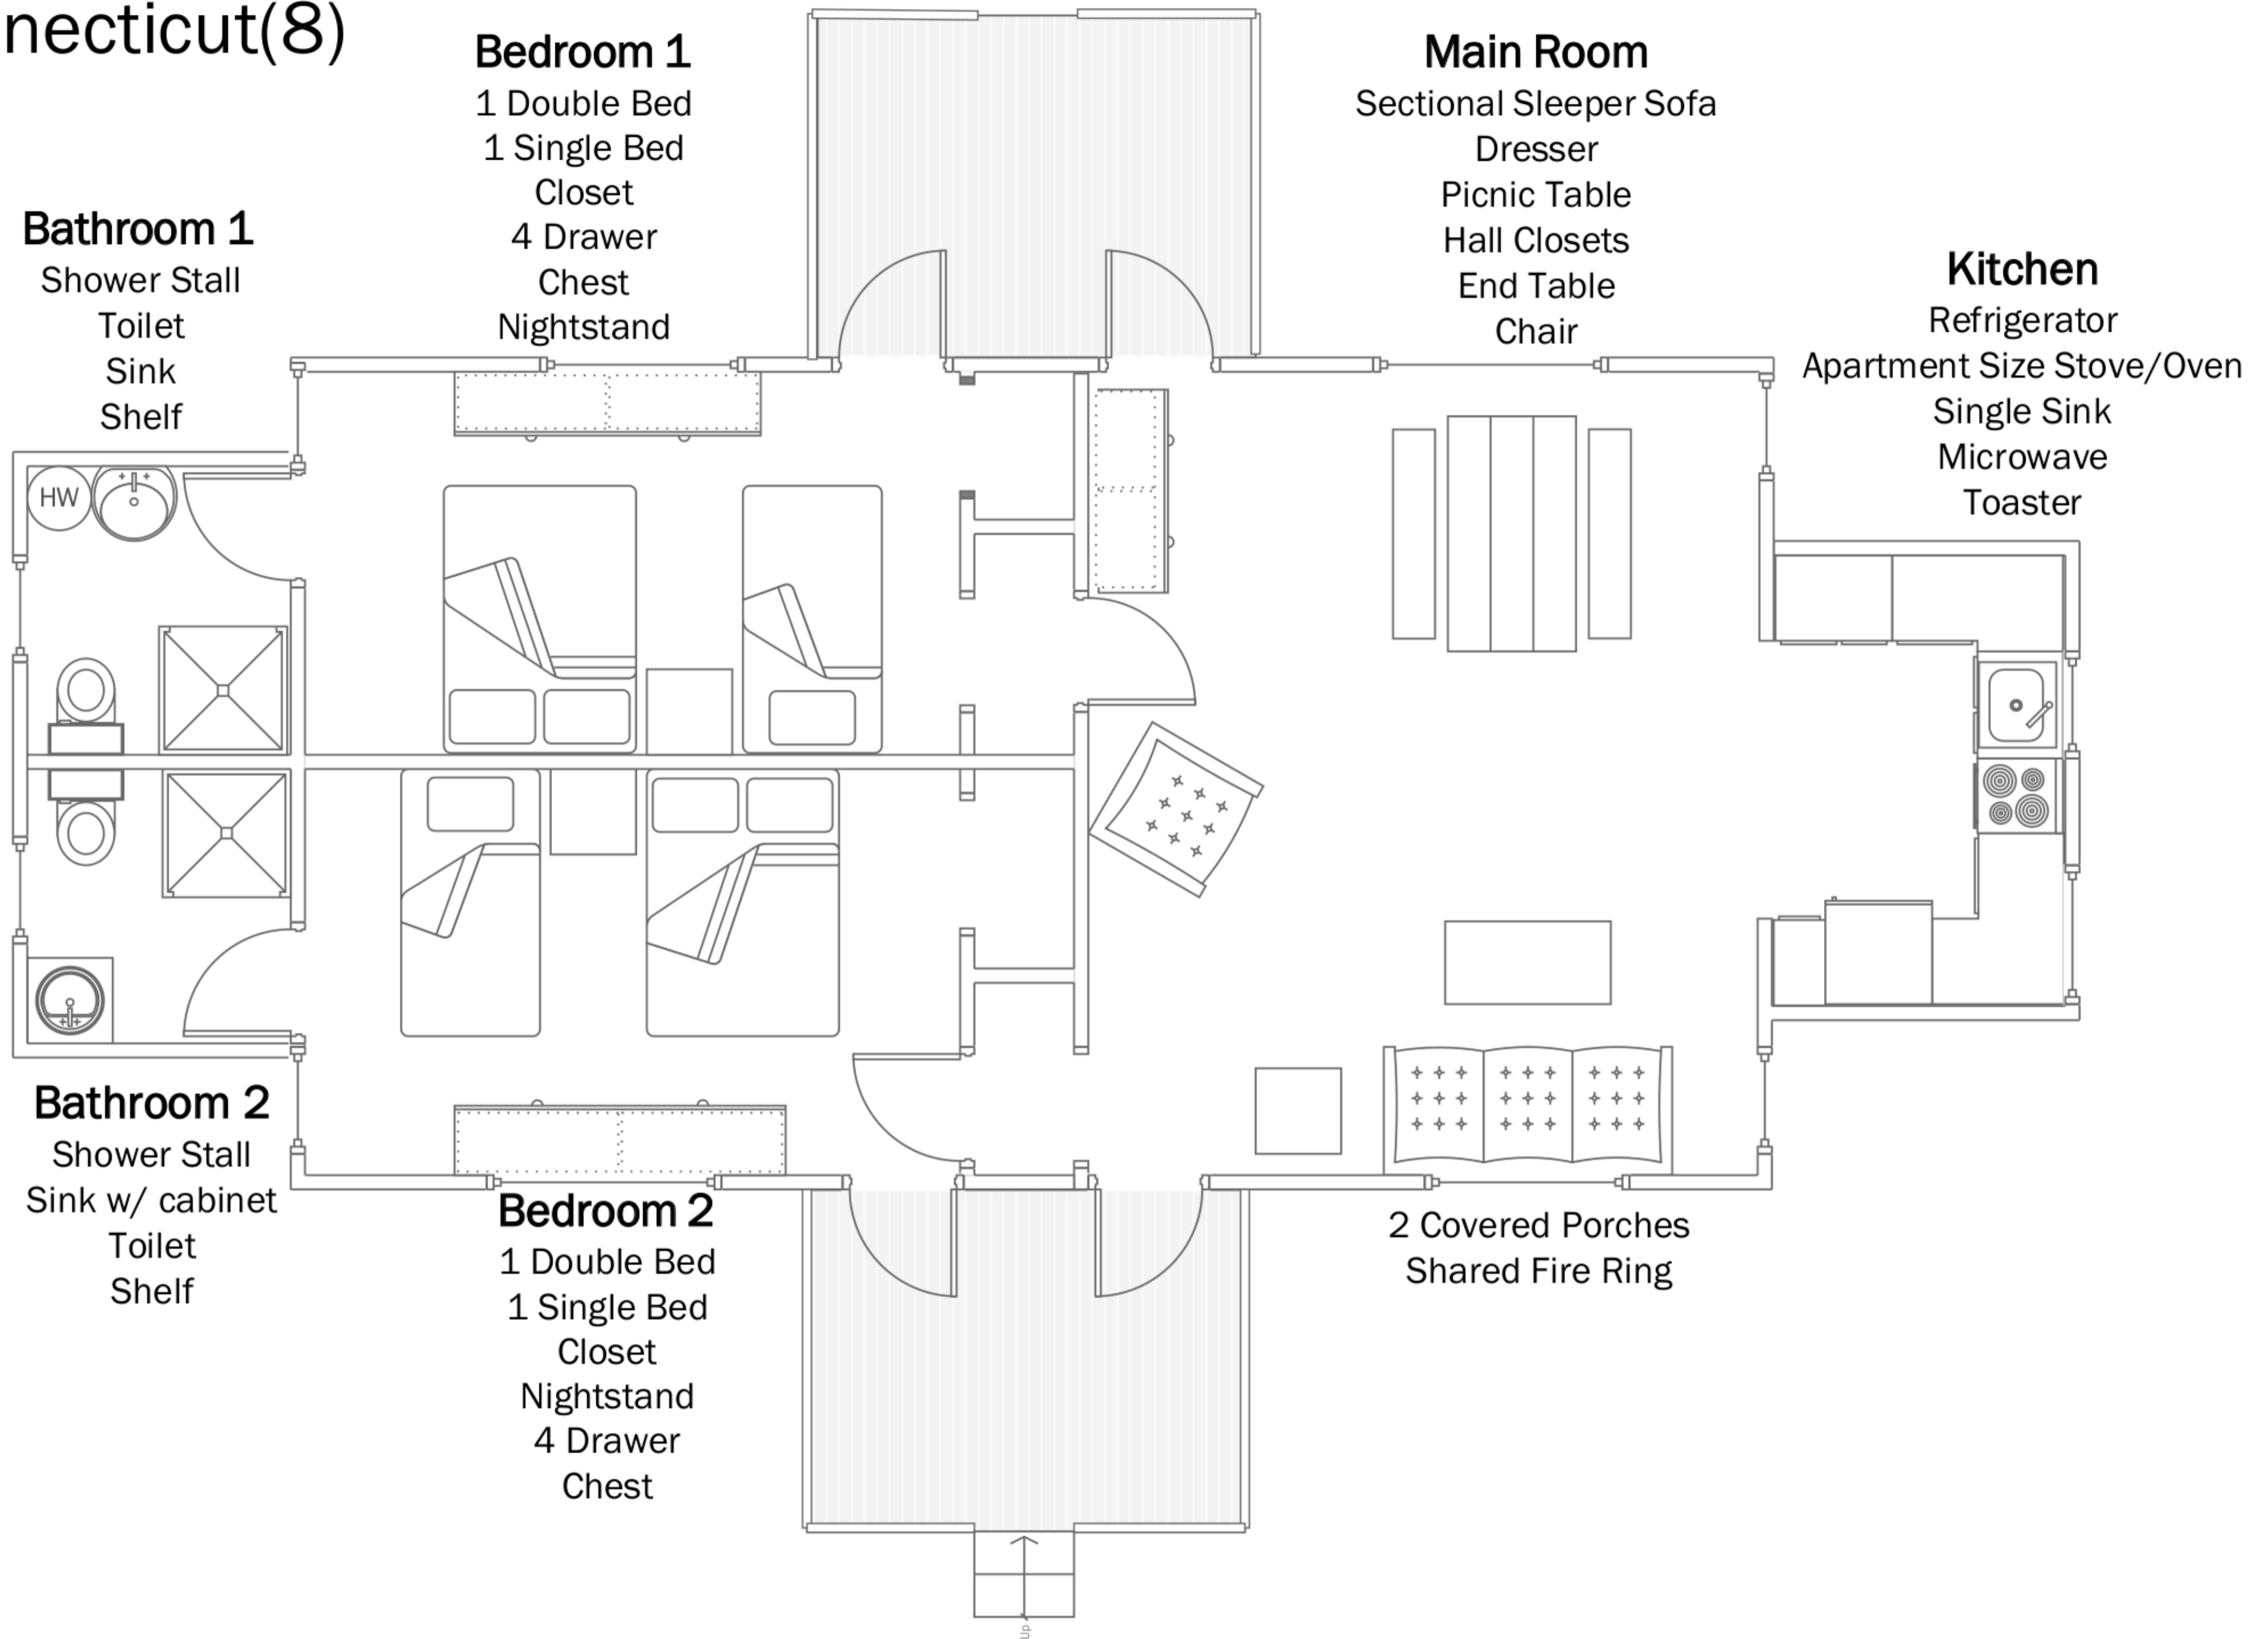 necticut(8)
Bedroom 1
1 Double Bed
1 Single Bed
Closet
4 Drawer
Chest
Nightstand
Main Room
Sectional Sleeper Sofa
Dresser
Picnic Table
Hall Closets
End Table
Chair
Bathroom 1
Shower Stall
Toilet
Sink
Shelf
Kitchen
Refrigerator
Apartment Size Stove/Oven
Single Sink
Microwave
Toaster
HW
Bathroom 2
Shower Stall
Sink w/ cabinet
Toilet
Shelf
Bedroom 2
1 Double Bed
1 Single Bed
Closet
Nightstand
4 Drawer
Chest
2 Covered Porches
Shared Fire Ring
Up